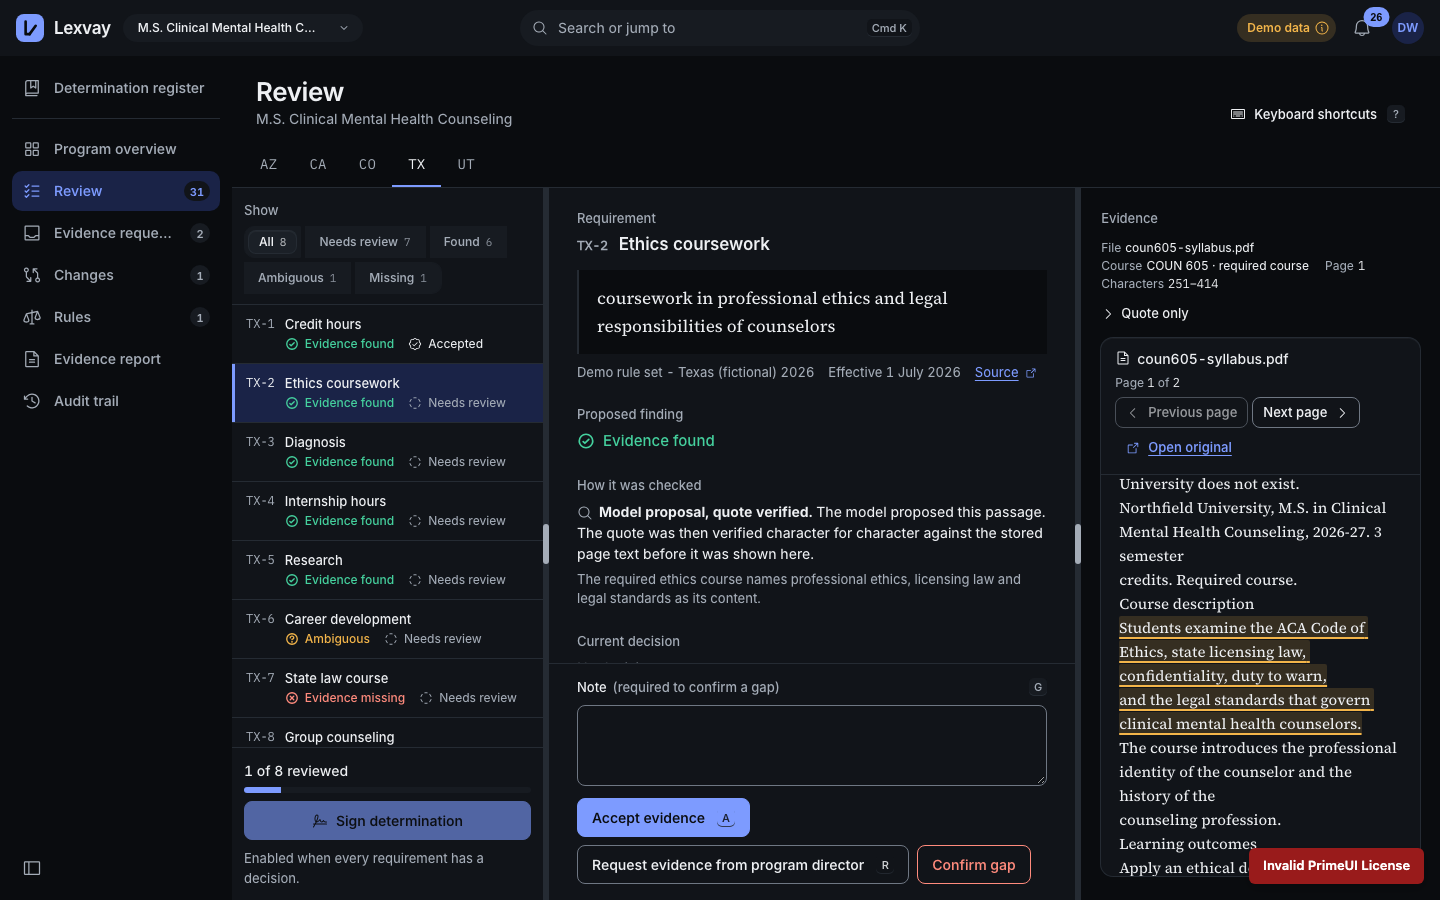 Lexvay
M.S. Clinical Mental Health C...
Search or jump to
Cmd K
Demo data
26
DW
Determination register
Program overview
Review 31
Evidence reque... 2
Changes 1
Rules 1
Evidence report
Audit trail
Review
M.S. Clinical Mental Health Counseling
Keyboard shortcuts ?
AZ CA CO TX UT
Show
All 8 Needs review 7 Found 6
Ambiguous 1 Missing 1
TX-1 Credit hours
Evidence found Accepted
TX-2 Ethics coursework
Evidence found Needs review
TX-3 Diagnosis
Evidence found Needs review
TX-4 Internship hours
Evidence found Needs review
TX-5 Research
Evidence found Needs review
TX-6 Career development
Ambiguous Needs review
TX-7 State law course
Evidence missing Needs review
TX-8 Group counseling
1 of 8 reviewed
Sign determination
Enabled when every requirement has a
decision.
Requirement
TX-2 Ethics coursework
coursework in professional ethics and legal
responsibilities of counselors
Demo rule set - Texas (fictional) 2026 Effective 1 July 2026 Source
Proposed finding
Evidence found
How it was checked
Model proposal, quote verified. The model proposed this passage.
The quote was then verified character for character against the stored
page text before it was shown here.
The required ethics course names professional ethics, licensing law and
legal standards as its content.
Current decision
Note (required to confirm a gap) G
Accept evidence A
Request evidence from program director R
Confirm gap
Evidence
File coun605-syllabus.pdf
Course COUN 605 · required course Page 1
Characters 251–414
Quote only
coun605-syllabus.pdf
Page 1 of 2
Previous page Next page
Open original
University does not exist.
Northfield University, M.S. in Clinical
Mental Health Counseling, 2026-27. 3
semester
credits. Required course.
Course description
Students examine the ACA Code of
Ethics, state licensing law,
confidentiality, duty to warn,
and the legal standards that govern
clinical mental health counselors.
The course introduces the professional
identity of the counselor and the
history of the
counseling profession.
Learning outcomes
Apply an ethical
Invalid PrimeUI License